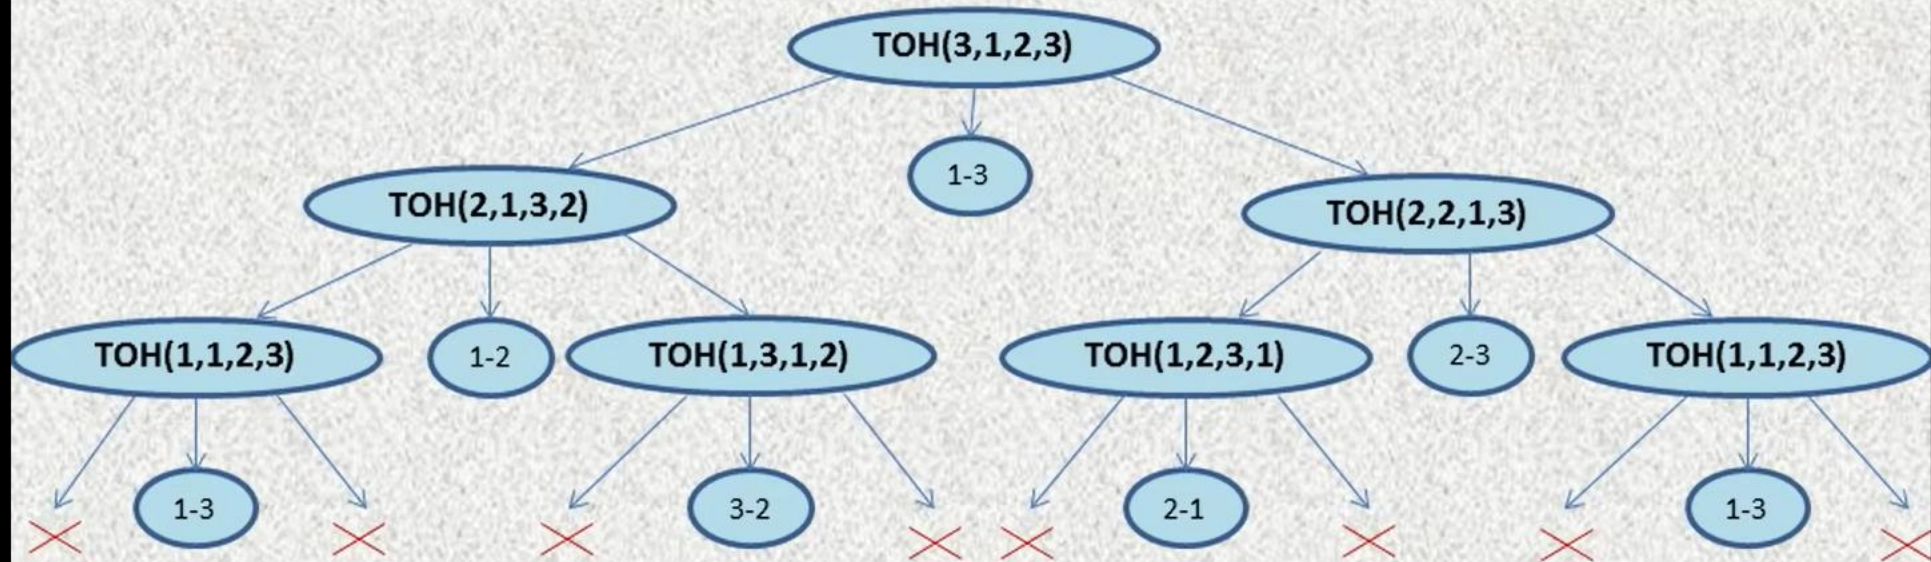 TOH(3,1,2,3)
1-3
TOH(2,1,3,2)
TOH(2,2,1,3)
TOH(1,1,2,3)
1-2
TOH(1,3,1,2)
TOH(1,2,3,1)
2-3
TOH(1,1,2,3)
1-3
3-2
2-1
1-3